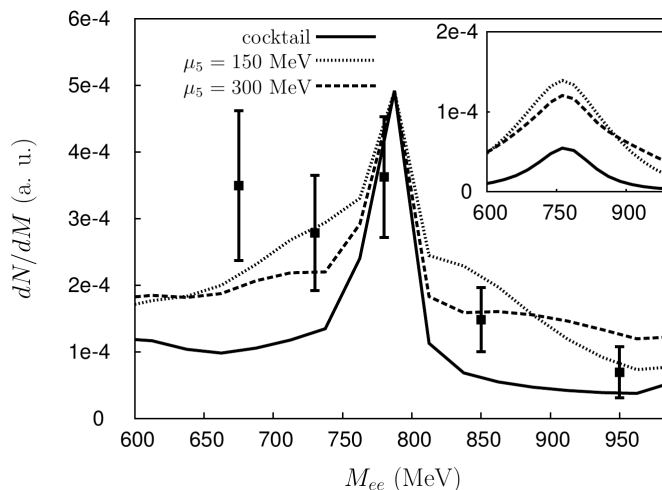 6e-4
5e-4
4e-4
3e-4
2e-4
1e-4
0
dN/dM (a. u.)
cocktail
μ₅ = 150 MeV
μ₅ = 300 MeV
2e-4
1e-4
0
600 750 900
600 650 700 750 800 850 900 950
M_ee (MeV)